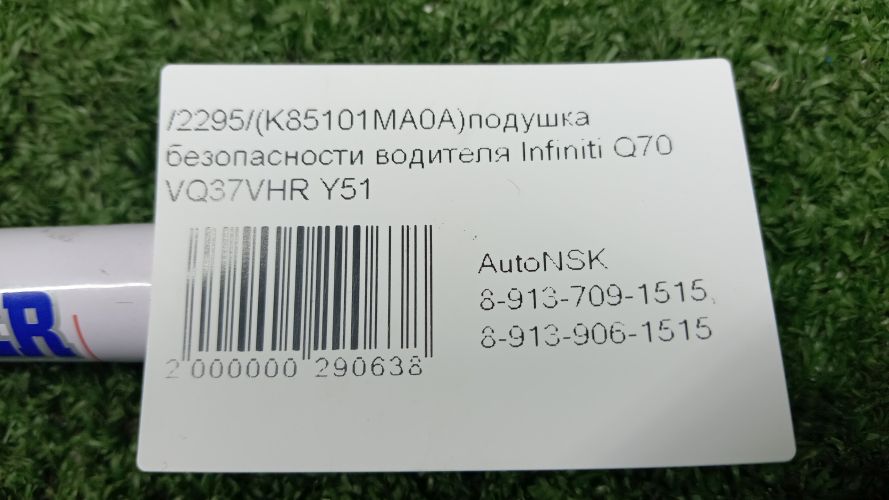 /2295/(K85101MA0A)подушка
безопасности водителя Infiniti Q70
VQ37VHR Y51
AutoNSK
8-913-709-1515,
8-913-906-1515
2 000000 290638
ER